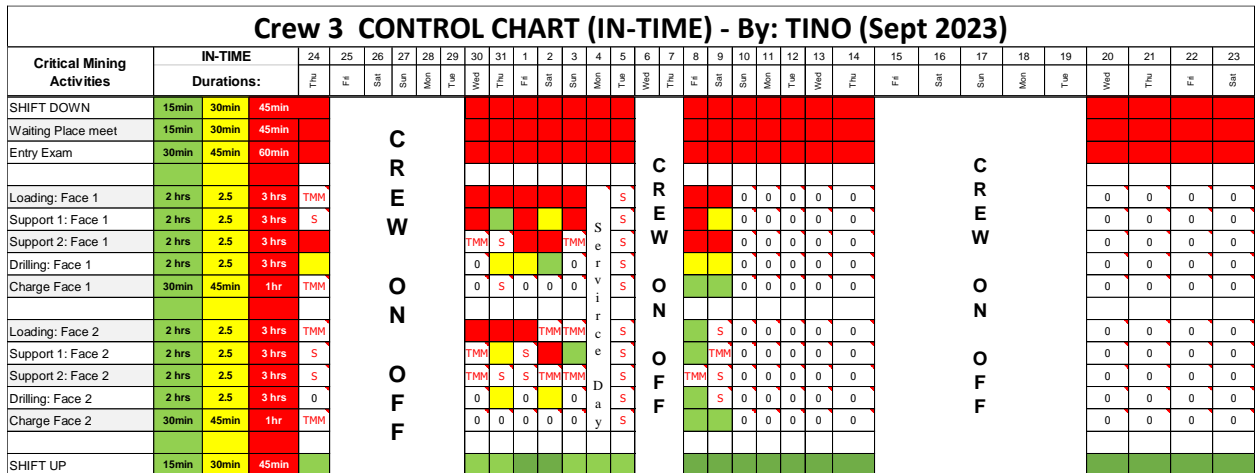 Crew 3 CONTROL CHART (IN-TIME) - By: TINO (Sept 2023)
Critical Mining Activities IN-TIME Durations: 24 25 26 27 28 29 30 31 1 2 3 4 5 6 7 8 9 10 11 12 13 14 15 16 17 18 19 20 21 22 23
Thu Fri Sat Sun Mon Tue Wed Thu Fri Sat Sun Mon Tue Wed Thu Fri Sat Sun Mon Tue Wed Thu Fri Sat Sun Mon Tue Wed Thu Fri Sat
SHIFT DOWN 15min 30min 45min
Waiting Place meet 15min 30min 45min
Entry Exam 30min 45min 60min
Loading: Face 1 2 hrs 2.5 3 hrs TMM S 0 0 0 0 0 0 0 0 0
Support 1: Face 1 2 hrs 2.5 3 hrs S S 0 0 0 0 0 0 0 0 0
Support 2: Face 1 2 hrs 2.5 3 hrs TMM S TMM S 0 0 0 0 0 0 0 0 0
Drilling: Face 1 2 hrs 2.5 3 hrs 0 0 S 0 0 0 0 0 0 0 0 0
Charge Face 1 30min 45min 1hr TMM 0 S 0 0 0 S 0 0 0 0 0 0 0 0 0
Loading: Face 2 2 hrs 2.5 3 hrs TMM TMM TMM S S 0 0 0 0 0 0 0 0 0
Support 1: Face 2 2 hrs 2.5 3 hrs S TMM S S TMM 0 0 0 0 0 0 0 0 0
Support 2: Face 2 2 hrs 2.5 3 hrs S TMM S S TMM TMM S TMM S 0 0 0 0 0 0 0 0 0
Drilling: Face 2 2 hrs 2.5 3 hrs 0 0 0 0 S S 0 0 0 0 0 0 0 0 0
Charge Face 2 30min 45min 1hr TMM 0 0 0 0 0 S 0 0 0 0 0 0 0 0 0
SHIFT UP 15min 30min 45min
CREW ON OFF
Servirce Day
CREW ON OFF
CREW ON OFF